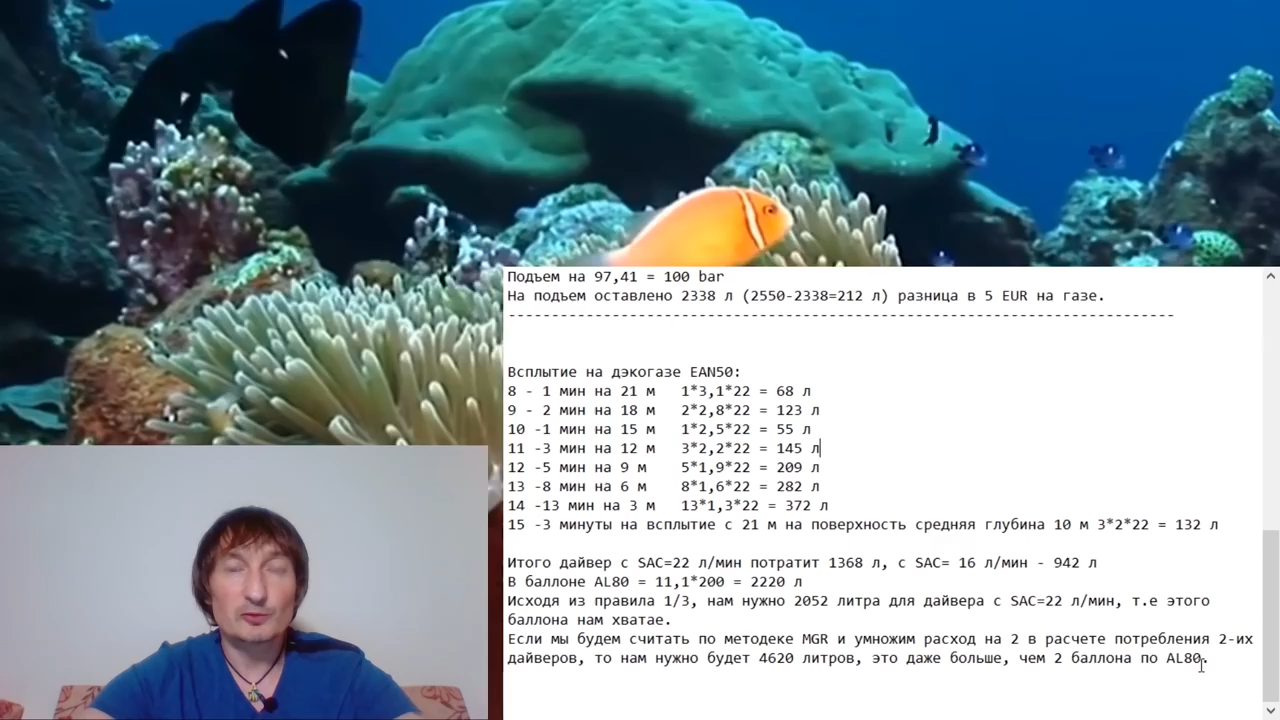 Подъем на 97,41 = 100 bar
На подъем оставлено 2338 л (2550-2338=212 л) разница в 5 EUR на газе.
------------------------------------------------------------------------------
Всплытие на дэкогазе EAN50:
8 - 1 мин на 21 м 1*3,1*22 = 68 л
9 - 2 мин на 18 м 2*2,8*22 = 123 л
10 -1 мин на 15 м 1*2,5*22 = 55 л
11 -3 мин на 12 м 3*2,2*22 = 145 л
12 -5 мин на 9 м 5*1,9*22 = 209 л
13 -8 мин на 6 м 8*1,6*22 = 282 л
14 -13 мин на 3 м 13*1,3*22 = 372 л
15 -3 минуты на всплытие с 21 м на поверхность средняя глубина 10 м 3*2*22 = 132 л
Итого дайвер с SAC=22 л/мин потратит 1368 л, с SAC= 16 л/мин - 942 л
В баллоне AL80 = 11,1*200 = 2220 л
Исходя из правила 1/3, нам нужно 2052 литра для дайвера с SAC=22 л/мин, т.е этого
баллона нам хватае.
Если мы будем считать по методеке MGR и умножим расход на 2 в расчете потребления 2-их
дайверов, то нам нужно будет 4620 литров, это даже больше, чем 2 баллона по AL80.